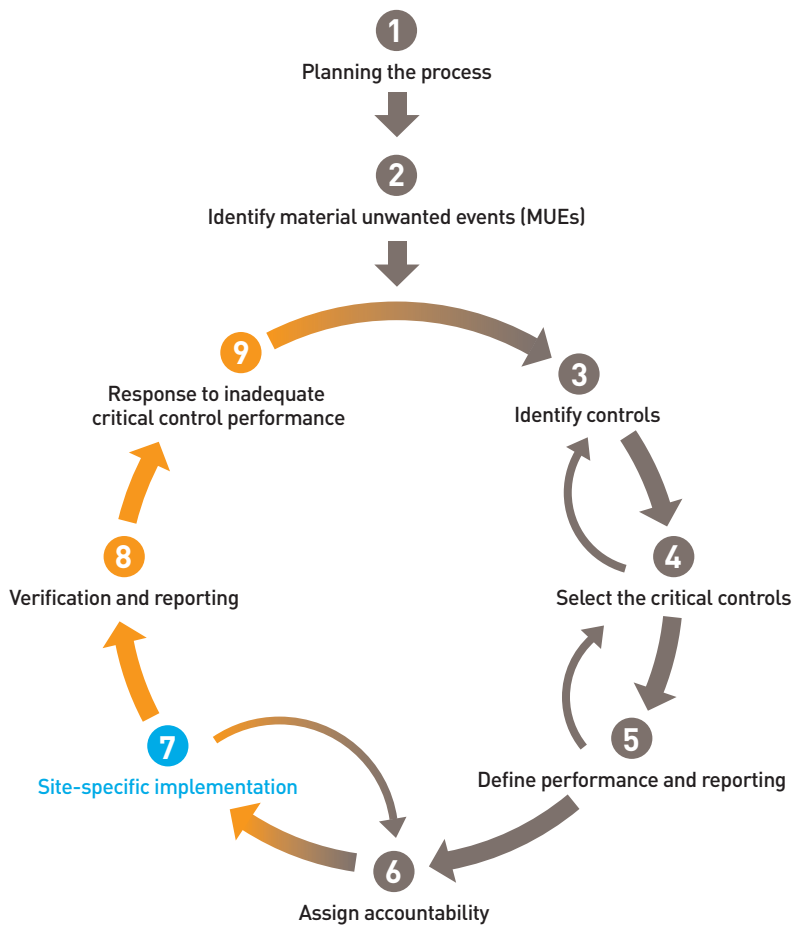 1
Planning the process
2
Identify material unwanted events (MUEs)
9
Response to inadequate
critical control performance
3
Identify controls
4
Select the critical controls
8
Verification and reporting
5
Define performance and reporting
7
Site-specific implementation
6
Assign accountability